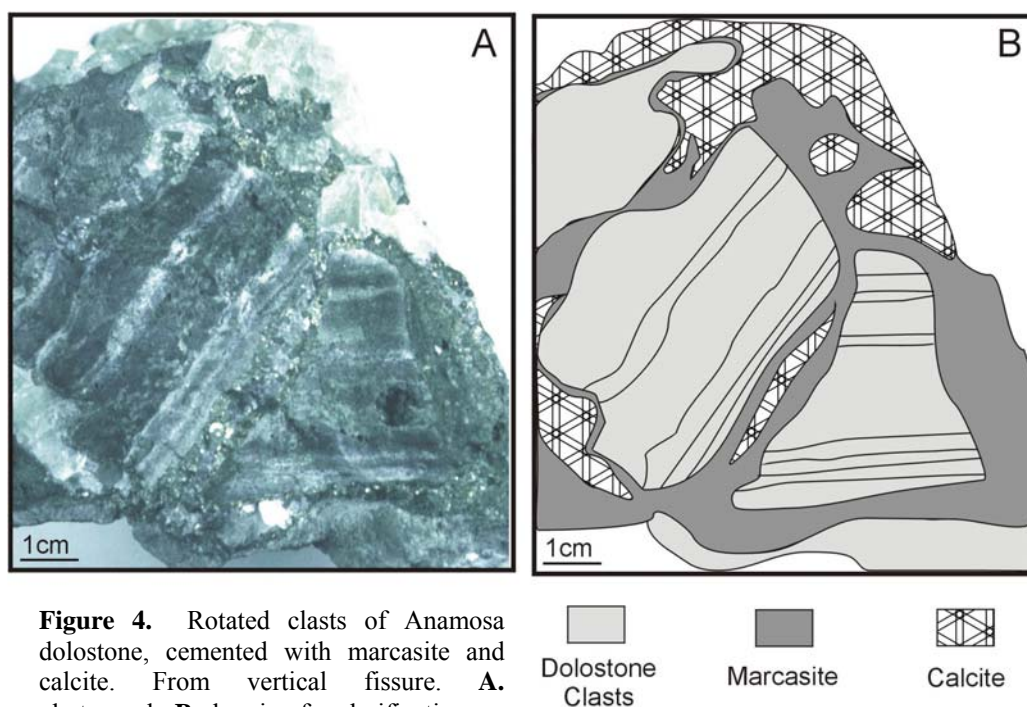 A
B
1cm
1cm
Figure 4. Rotated clasts of Anamosa
dolostone, cemented with marcasite and
calcite. From vertical fissure. A.
Dolostone
Clasts
Marcasite
Calcite